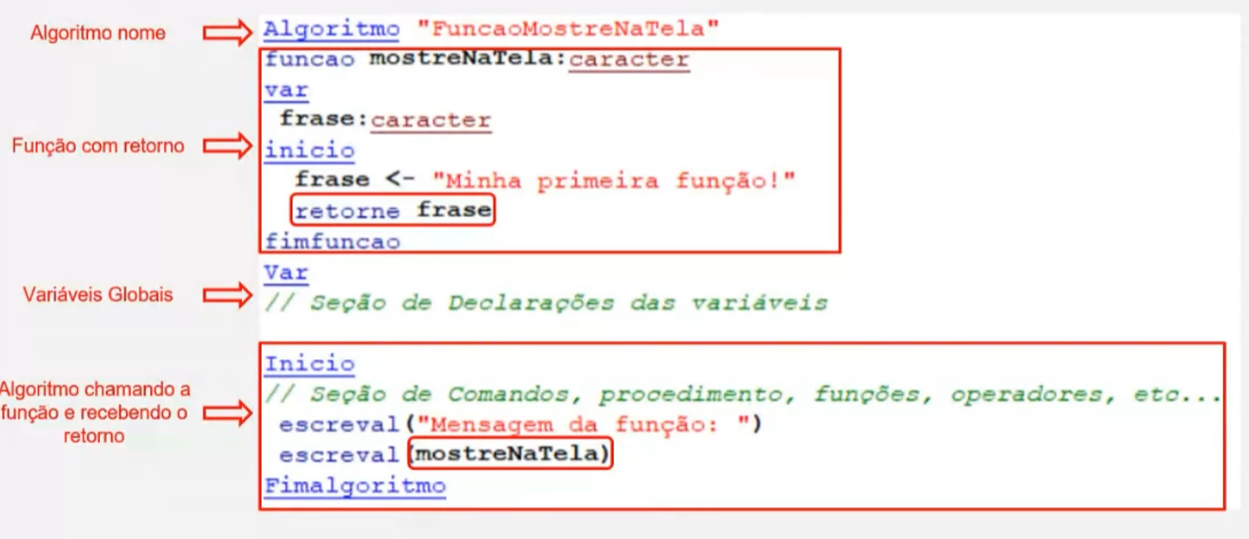 Algoritmo nome
Algoritmo "FuncaoMostreNaTela"
funcao mostreNaTela:caracter
var
frase:caracter
Função com retorno
inicio
frase <- "Minha primeira função!"
retorne frase
fimfuncao
Var
Variáveis Globais
// Seção de Declarações das variáveis
Inicio
Algoritmo chamando a
função e recebendo o
retorno
// Seção de Comandos, procedimento, funções, operadores, etc...
escreval("Mensagem da função: ")
escreval (mostreNaTela)
Fimalgoritmo